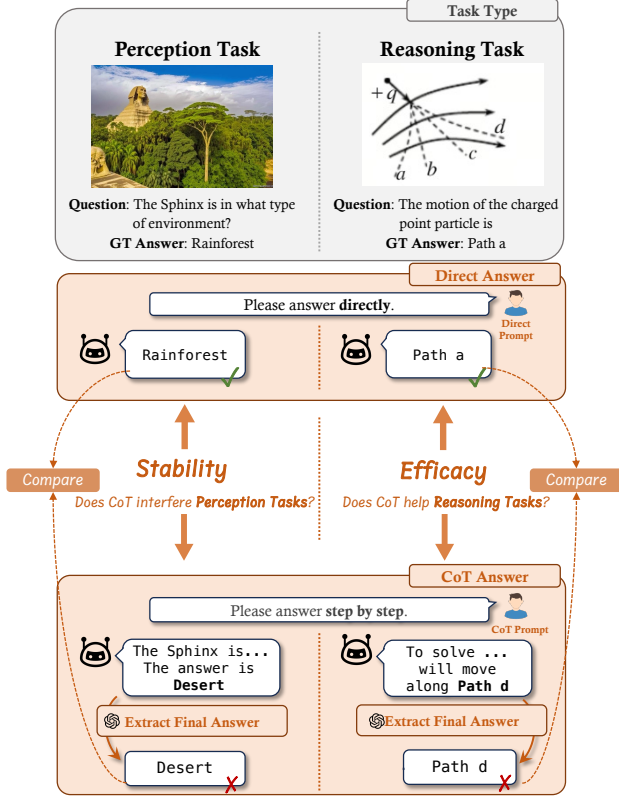 Task Type
Perception Task
Reasoning Task
+q
a
b
c
d
Question: The Sphinx is in what type
of environment?
GT Answer: Rainforest
Question: The motion of the charged
point particle is
GT Answer: Path a
Direct Answer
Please answer directly.
Direct
Prompt
Rainforest
Path a
Compare
Stability
Does CoT interfere Perception Tasks?
Efficacy
Does CoT help Reasoning Tasks?
Compare
CoT Answer
Please answer step by step.
CoT Prompt
The Sphinx is...
The answer is
Desert
To solve ...
will move
along Path d
Extract Final Answer
Extract Final Answer
Desert
Path d